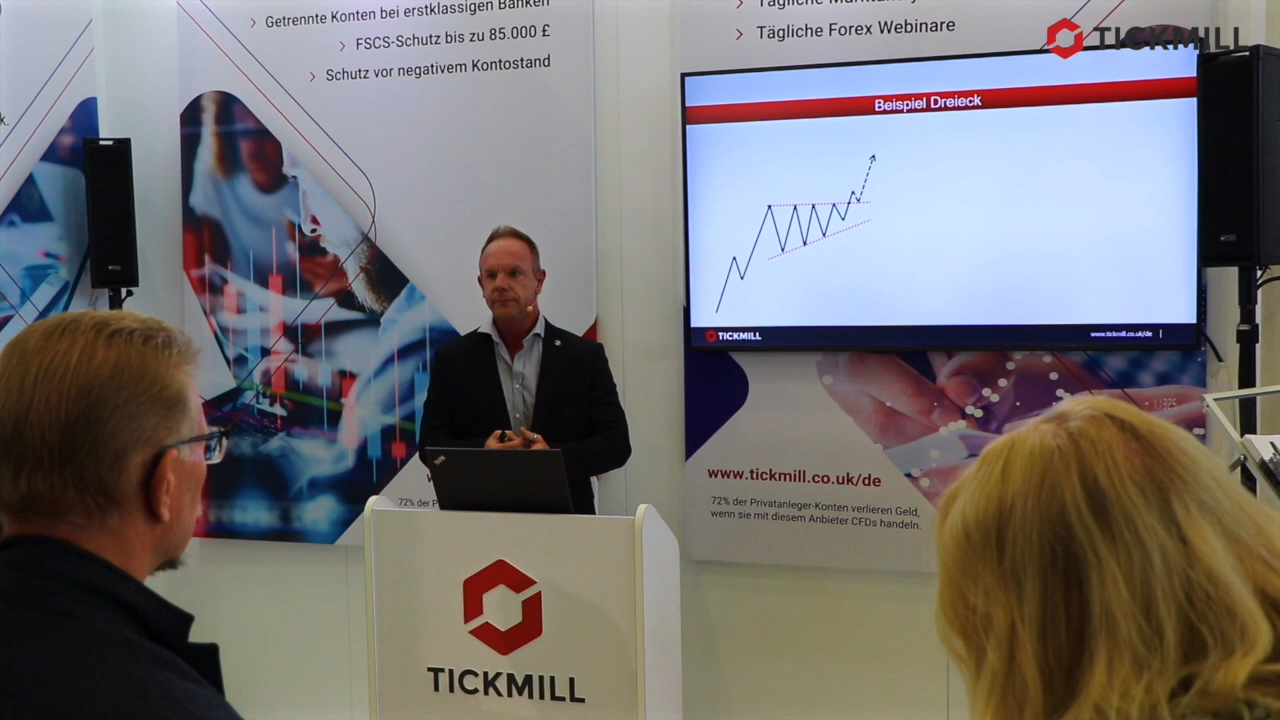 Getrennte Konten bei erstklassigen Banken
FSCS-Schutz bis zu 85.000 £
Schutz vor negativem Kontostand
Tägliche Forex Webinare
TICKMILL
Beispiel Dreieck
TICKMILL
www.tickmill.co.uk/de
www.tickmill.co.uk/de
72% der Privatanleger-Konten verlieren Geld,
wenn sie mit diesem Anbieter CFDs handeln.
72% der
TICKMILL